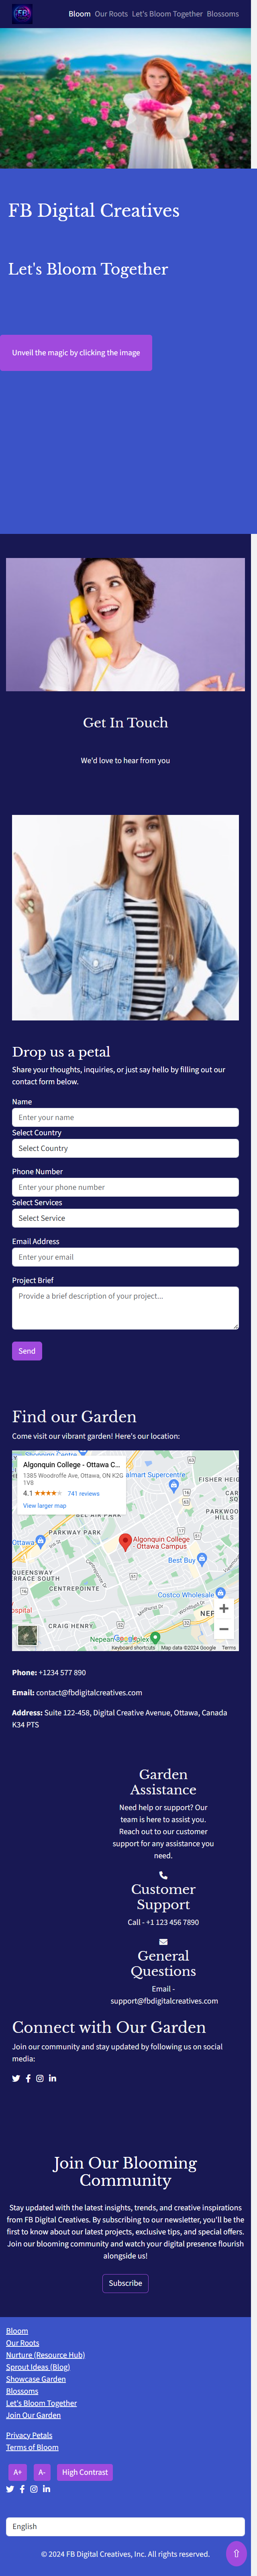 FB
Bloom Our Roots Let's Bloom Together Blossoms
FB Digital Creatives
Let's Bloom Together
Unveil the magic by clicking the image
Get In Touch
We'd love to hear from you
Drop us a petal
Share your thoughts, inquiries, or just say hello by filling out our
contact form below.
Name
Enter your name
Select Country
Select Country
Phone Number
Enter your phone number
Select Services
Select Service
Email Address
Enter your email
Project Brief
Provide a brief description of your project...
Send
Find our Garden
Come visit our vibrant garden! Here's our location:
Algonquin College - Ottawa C...
1385 Woodroffe Ave, Ottawa, ON K2G
1V8
4.1 741 reviews
View larger map
almart Supercentre
FISHER HEIG
PARKWAY PARK
Algonquin College
Ottawa Campus
Best Buy
QUEENSWAY
TERRACE SOUTH
CENTREPOINTE
Costco Wholesale
CRAIG HENRY
Google
Keyboard shortcuts Map data ©2024 Google Terms
Phone: +1234 577 890
Email: contact@fbdigitalcreatives.com
Address: Suite 122-458, Digital Creative Avenue, Ottawa, Canada
K34 PTS
Garden
Assistance
Need help or support? Our
team is here to assist you.
Reach out to our customer
support for any assistance you
need.
Customer
Support
Call - +1 123 456 7890
General
Questions
Email -
support@fbdigitalcreatives.com
Connect with Our Garden
Join our community and stay updated by following us on social
media:
Join Our Blooming
Community
Stay updated with the latest insights, trends, and creative inspirations
from FB Digital Creatives. By subscribing to our newsletter, you'll be the
first to know about our latest projects, exclusive tips, and special offers.
Join our blooming community and watch your digital presence flourish
alongside us!
Subscribe
Bloom
Our Roots
Nurture (Resource Hub)
Sprout Ideas (Blog)
Showcase Garden
Blossoms
Let's Bloom Together
Join Our Garden
Privacy Petals
Terms of Bloom
A+ A- High Contrast
English
© 2024 FB Digital Creatives, Inc. All rights reserved.
⇧